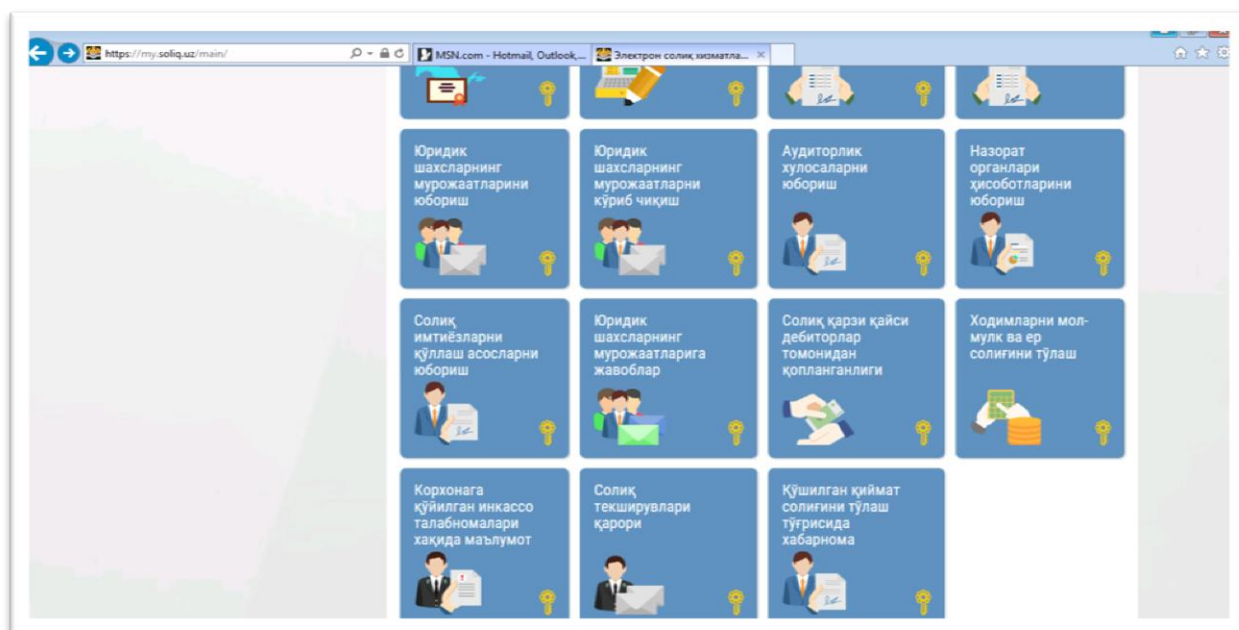 https://my.soliq.uz/main/
MSN.com - Hotmail, Outlook,...
Электрон солиқ хизматла...
Юридик
шахсларнинг
мурожаатларини
юбориш
Юридик
шахсларнинг
мурожаатларни
кўриб чиқиш
Аудиторлик
хулосаларни
юбориш
Назорат
органлари
ҳисоботларини
юбориш
Солиқ
имтиёзларни
қўллаш асосларни
юбориш
Юридик
шахсларнинг
мурожаатларига
жавоблар
Солиқ қарзи қайси
дебиторлар
томонидан
қопланганлиги
Ходимларни мол-
мулк ва ер
солиғини тўлаш
Корхонага
қўйилган инкассо
талабномалари
хақида маълумот
Солиқ
текширувлари
қарори
Қўшилган қиймат
солиғини тўлаш
тўғрисида
хабарнома